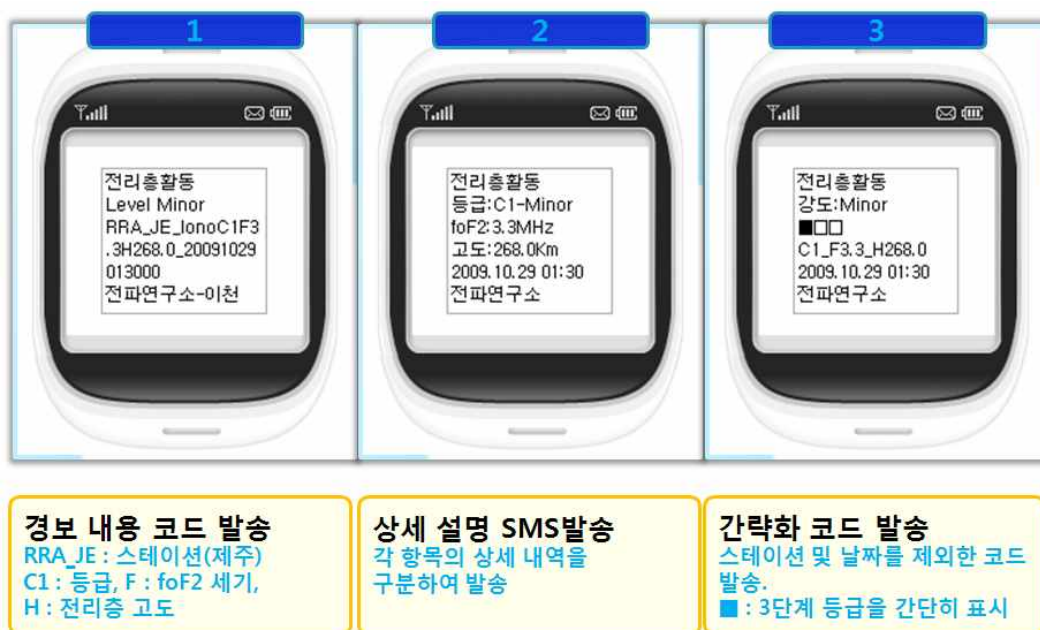 1
전리층활동
Level Minor
RRA_JE_IonoC1F3
.3H268.0_20091029
013000
전파연구소-이천
2
전리층활동
등급:C1-Minor
foF2:3.3MHz
고도:268.0Km
2009.10.29 01:30
전파연구소
3
전리층활동
강도:Minor
■□□
C1_F3.3_H268.0
2009.10.29 01:30
전파연구소
경보 내용 코드 발송
RRA_JE : 스테이션(제주)
C1 : 등급, F : foF2 세기,
H : 전리층 고도
상세 설명 SMS발송
각 항목의 상세 내역을
구분하여 발송
간략화 코드 발송
스테이션 및 날짜를 제외한 코드
발송.
■ : 3단계 등급을 간단히 표시